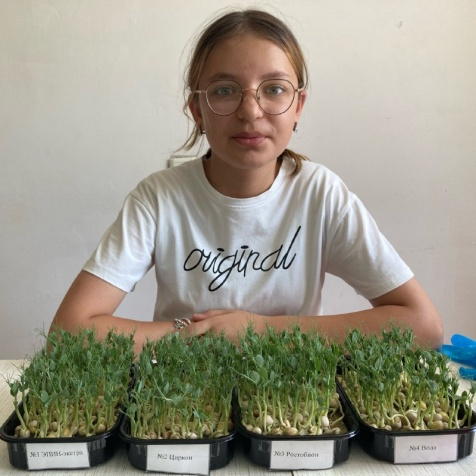 original
№1 ЭПИН-экстра
№2 Циркон
№3 Ростобион
№4 Вода